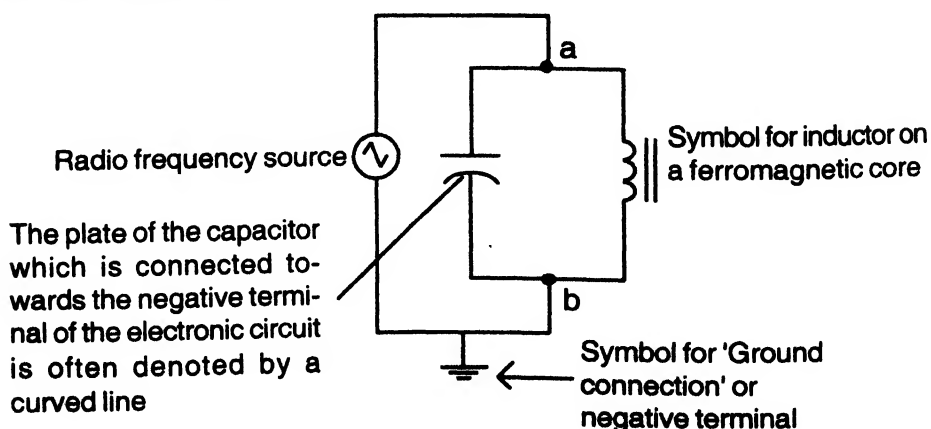 a
Radio frequency source
Symbol for inductor on
a ferromagnetic core
The plate of the capacitor
which is connected to-
wards the negative termi-
nal of the electronic circuit
is often denoted by a
curved line
b
Symbol for 'Ground
connection' or
negative terminal